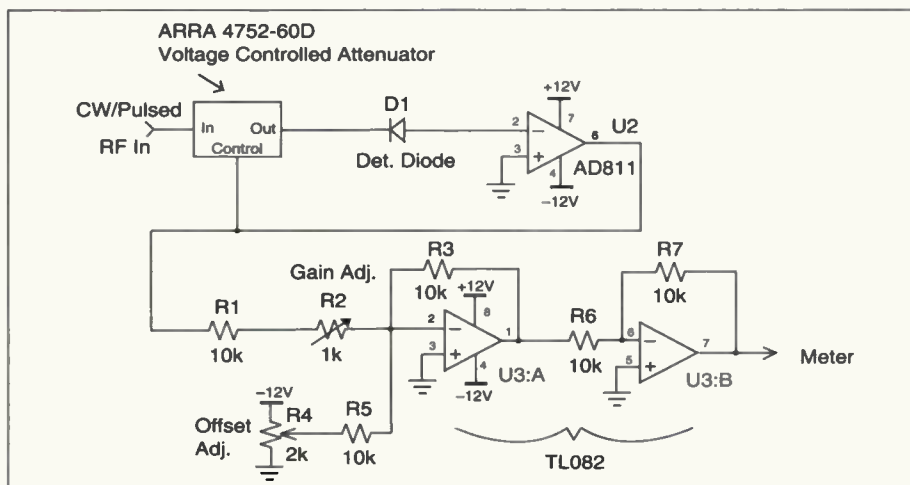 ARRA 4752-60D
Voltage Controlled Attenuator
CW/Pulsed
RF In
In
Out
Control
D1
Det. Diode
+12V
7
2
−
6
U2
3
+
4
AD811
−12V
R3
10k
R7
10k
Gain Adj.
R1
10k
R2
1k
+12V
8
2
−
1
3
+
4
U3:A
−12V
R6
10k
6
−
7
5
+
U3:B
Meter
−12V
R4
Offset
Adj.
2k
R5
10k
TL082